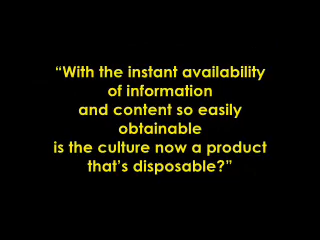 “With the instant availability
of information
and content so easily
obtainable
is the culture now a product
that’s disposable?”